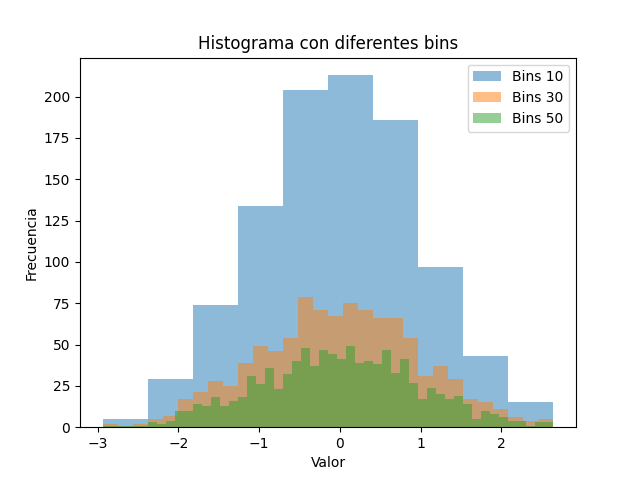 Histograma con diferentes bins
Bins 10
Bins 30
Bins 50
Frecuencia
200
175
150
125
100
75
50
25
0
−3
−2
−1
0
1
2
Valor